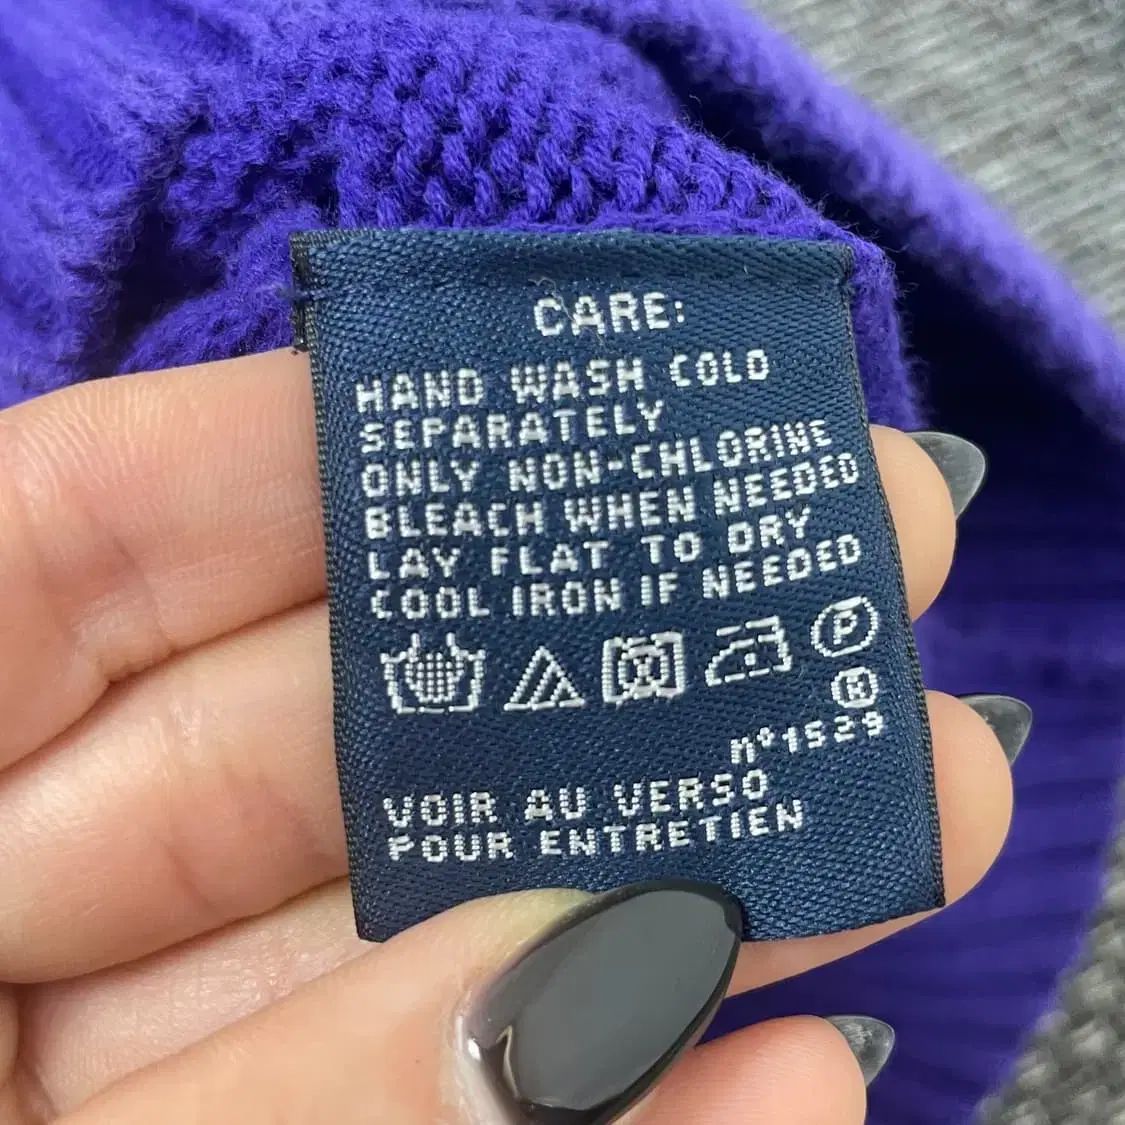 CARE:
HAND WASH COLD
SEPARATELY
ONLY NON-CHLORINE
BLEACH WHEN NEEDED
LAY FLAT TO DRY
COOL IRON IF NEEDED
P
H
n°1529
VOIR AU VERSO
POUR ENTRETIEN